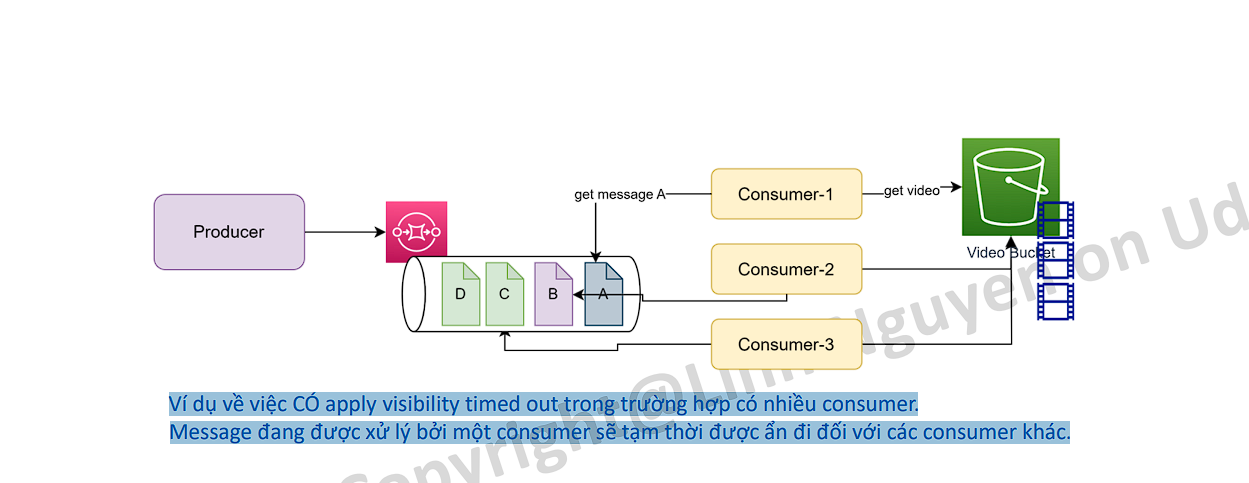 get message A
Consumer-1
get video
Producer
Consumer-2
Video Bucket
D
C
B
A
Consumer-3
Ví dụ về việc CÓ apply visibility timed out trong trường hợp có nhiều consumer.
Message đang được xử lý bởi một consumer sẽ tạm thời được ẩn đi đối với các consumer khác.
Copyright@Linh Nguyen on Ud